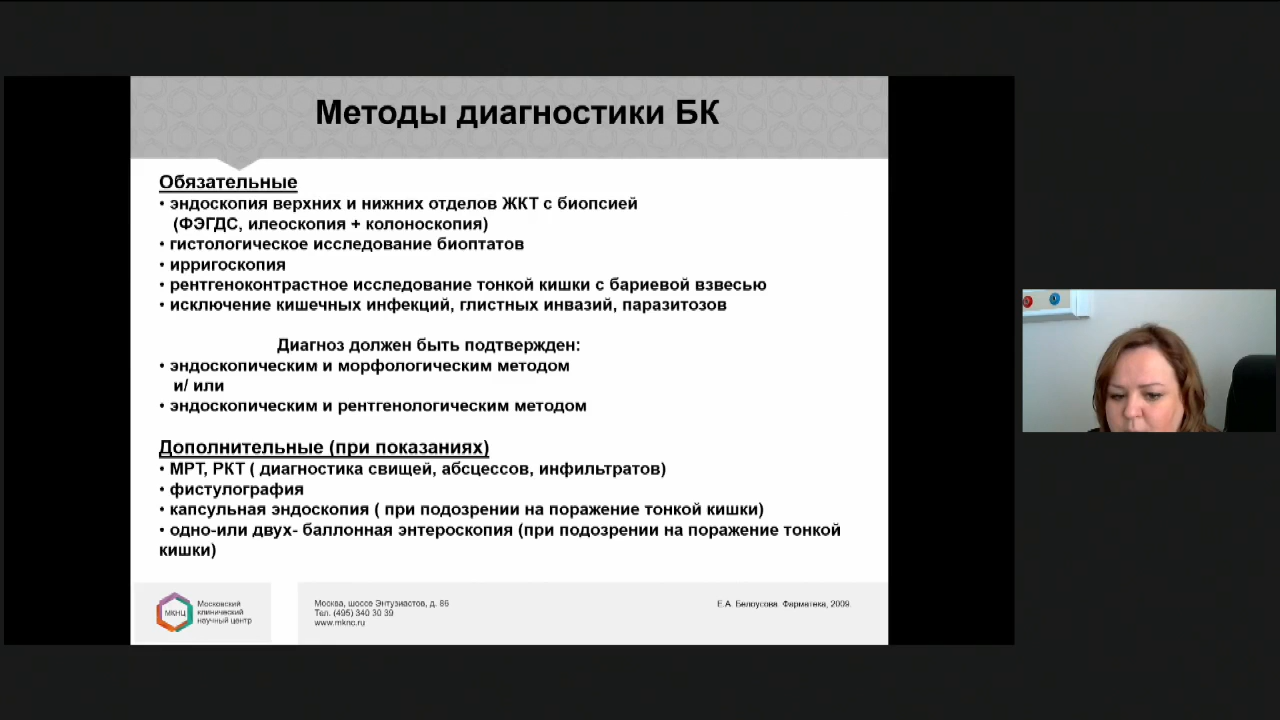 Методы диагностики БК
Обязательные
• эндоскопия верхних и нижних отделов ЖКТ с биопсией
(ФЭГДС, илеоскопия + колоноскопия)
• гистологическое исследование биоптатов
• ирригоскопия
• рентгеноконтрастное исследование тонкой кишки с бариевой взвесью
• исключение кишечных инфекций, глистных инвазий, паразитозов
Диагноз должен быть подтвержден:
• эндоскопическим и морфологическим методом
и/ или
• эндоскопическим и рентгенологическим методом
Дополнительные (при показаниях)
• МРТ, РКТ ( диагностика свищей, абсцессов, инфильтратов)
• фистулография
• капсульная эндоскопия ( при подозрении на поражение тонкой кишки)
• одно-или двух- баллонная энтероскопия (при подозрении на поражение тонкой
кишки)
МКНЦ
Московский
клинический
научный центр
Москва, шоссе Энтузиастов, д. 86
Тел. (495) 340 30 39
www.mknc.ru
Е.А. Белоусова. Фарматека, 2009